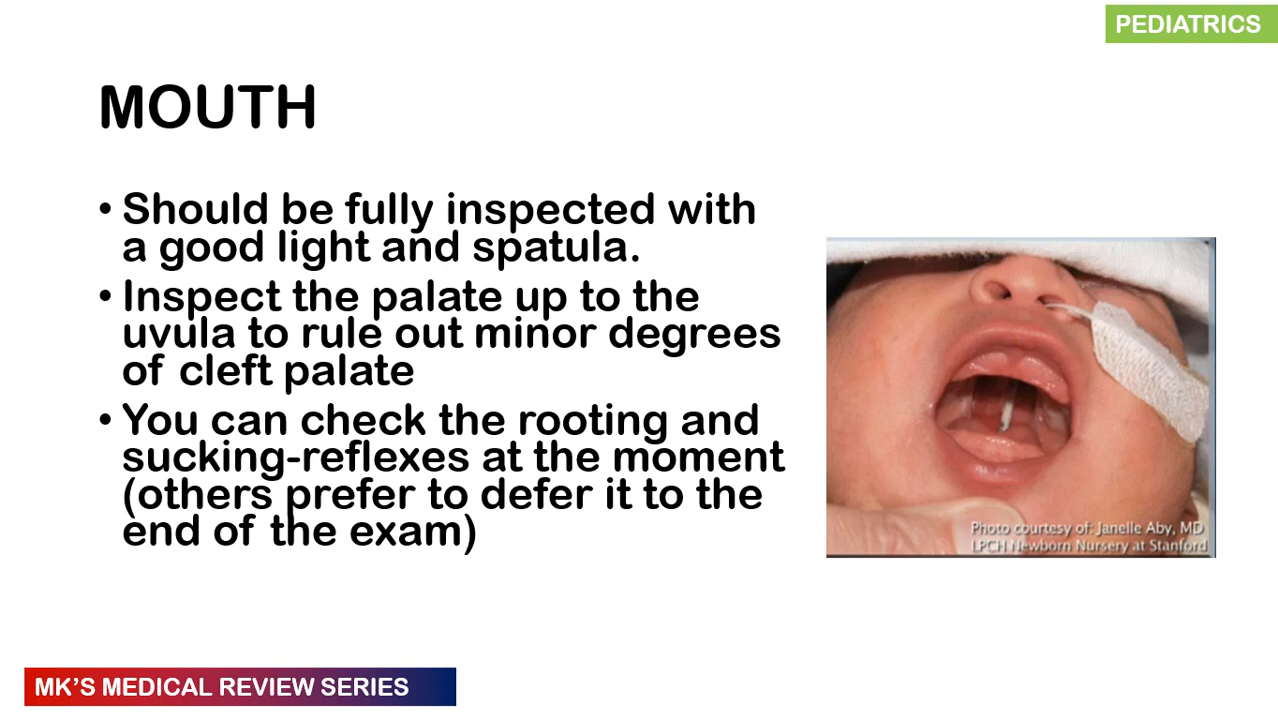 PEDIATRICS
MOUTH
• Should be fully inspected with
a good light and spatula.
• Inspect the palate up to the
uvula to rule out minor degrees
of cleft palate
• You can check the rooting and
sucking-reflexes at the moment
(others prefer to defer it to the
end of the exam)
Photo courtesy of: Janelle Aby, MD
LPCH Newborn Nursery at Stanford
MK'S MEDICAL REVIEW SERIES